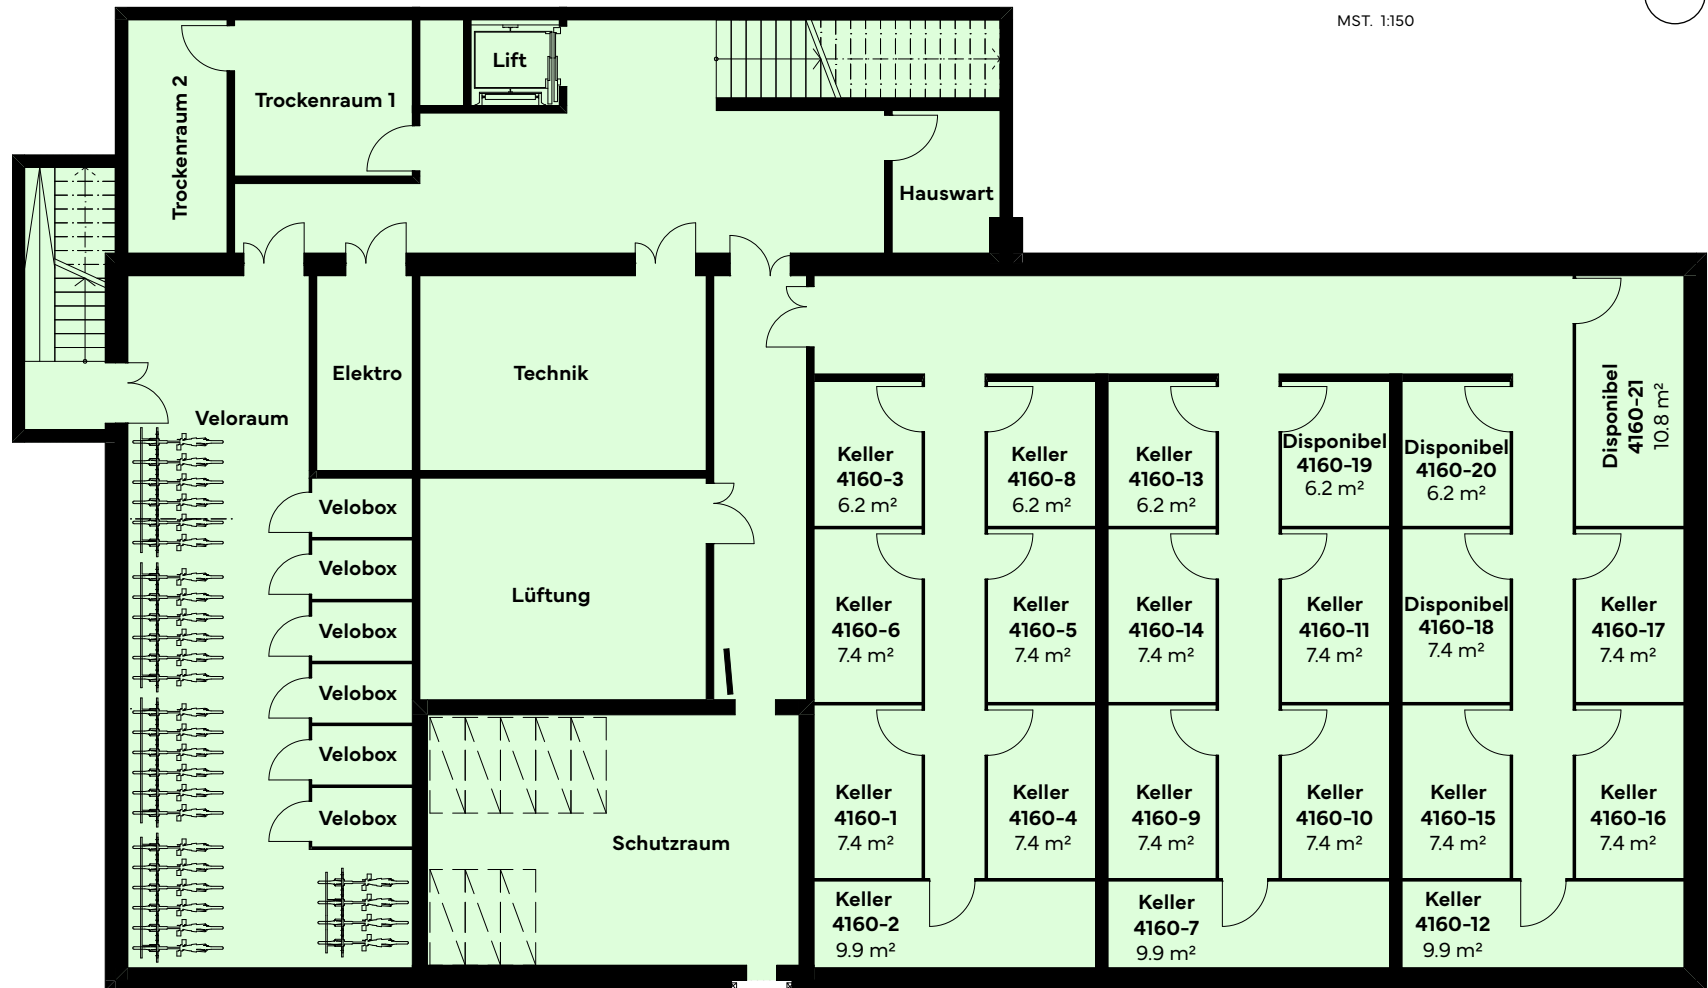 MST. 1:150
Lift
Trockenraum 1
Trockenraum 2
Hauswart
Elektro
Technik
Veloraum
Disponibel
4160-21
10.8 m²
Keller
4160-3
6.2 m²
Keller
4160-8
6.2 m²
Keller
4160-13
6.2 m²
Disponibel
4160-19
6.2 m²
Disponibel
4160-20
6.2 m²
Velobox
Velobox
Velobox
Velobox
Velobox
Velobox
Lüftung
Keller
4160-6
7.4 m²
Keller
4160-5
7.4 m²
Keller
4160-14
7.4 m²
Keller
4160-11
7.4 m²
Disponibel
4160-18
7.4 m²
Keller
4160-17
7.4 m²
Schutzraum
Keller
4160-1
7.4 m²
Keller
4160-4
7.4 m²
Keller
4160-9
7.4 m²
Keller
4160-10
7.4 m²
Keller
4160-15
7.4 m²
Keller
4160-16
7.4 m²
Keller
4160-2
9.9 m²
Keller
4160-7
9.9 m²
Keller
4160-12
9.9 m²